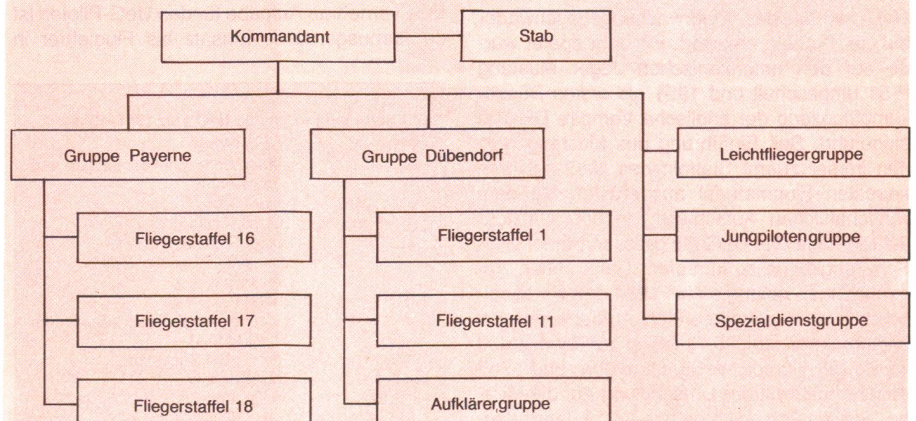 Kommandant
Stab
Gruppe Payerne
Gruppe Dübendorf
Leichtfliegergruppe
Fliegerstaffel 16
Fliegerstaffel 1
Jungpilotengruppe
Fliegerstaffel 17
Fliegerstaffel 11
Spezialdienstgruppe
Fliegerstaffel 18
Aufklärergruppe